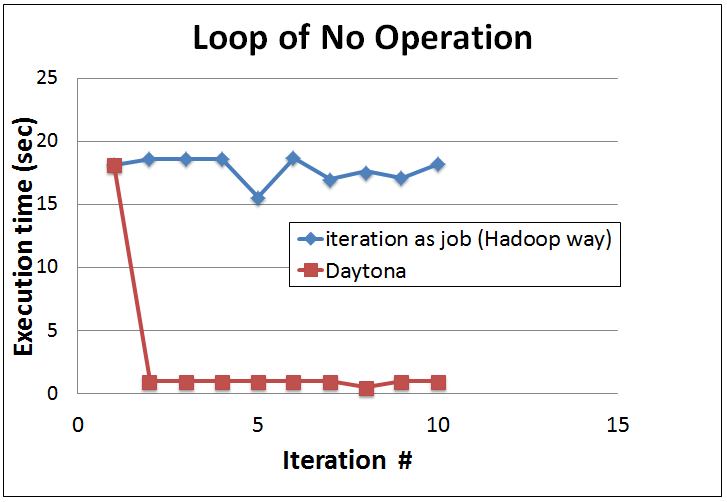 Loop of No Operation
25
20
15
10
5
0
Execution time (sec)
iteration as job (Hadoop way)
Daytona
0 5 10 15
Iteration #